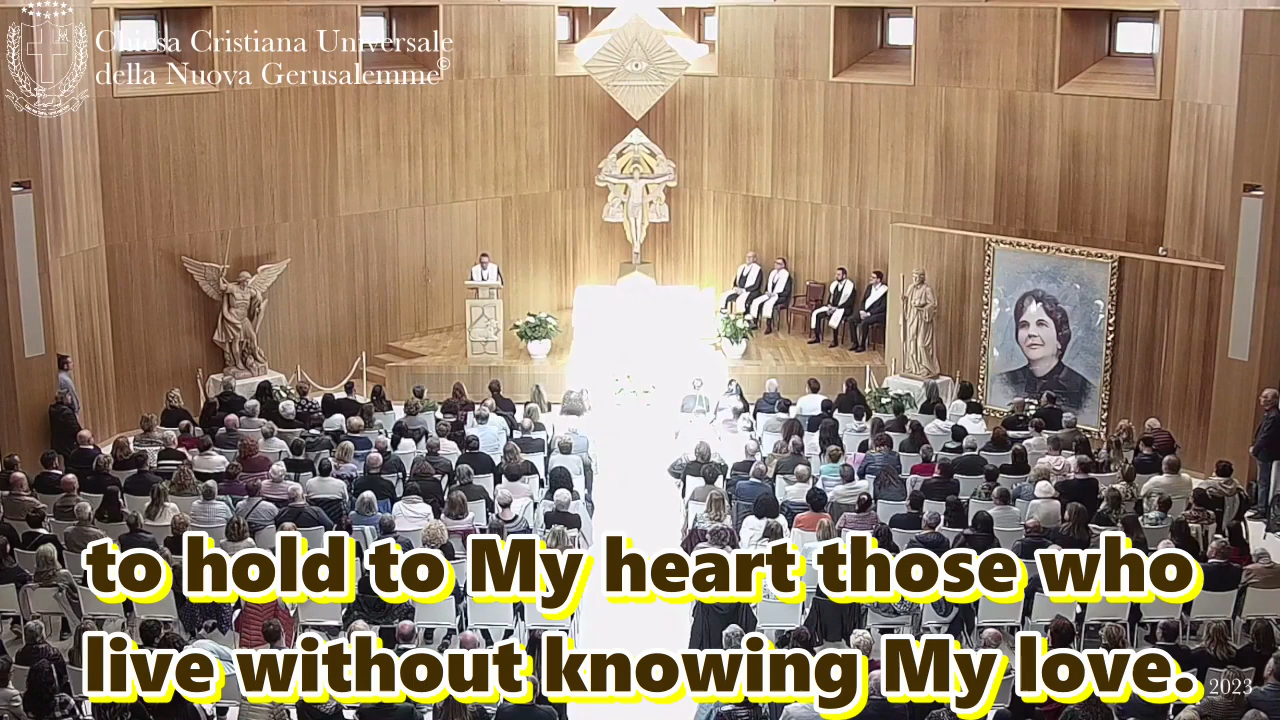 Chiesa Cristiana Universale
della Nuova Gerusalemme©
to hold to My heart those who
live without knowing My love.
2023